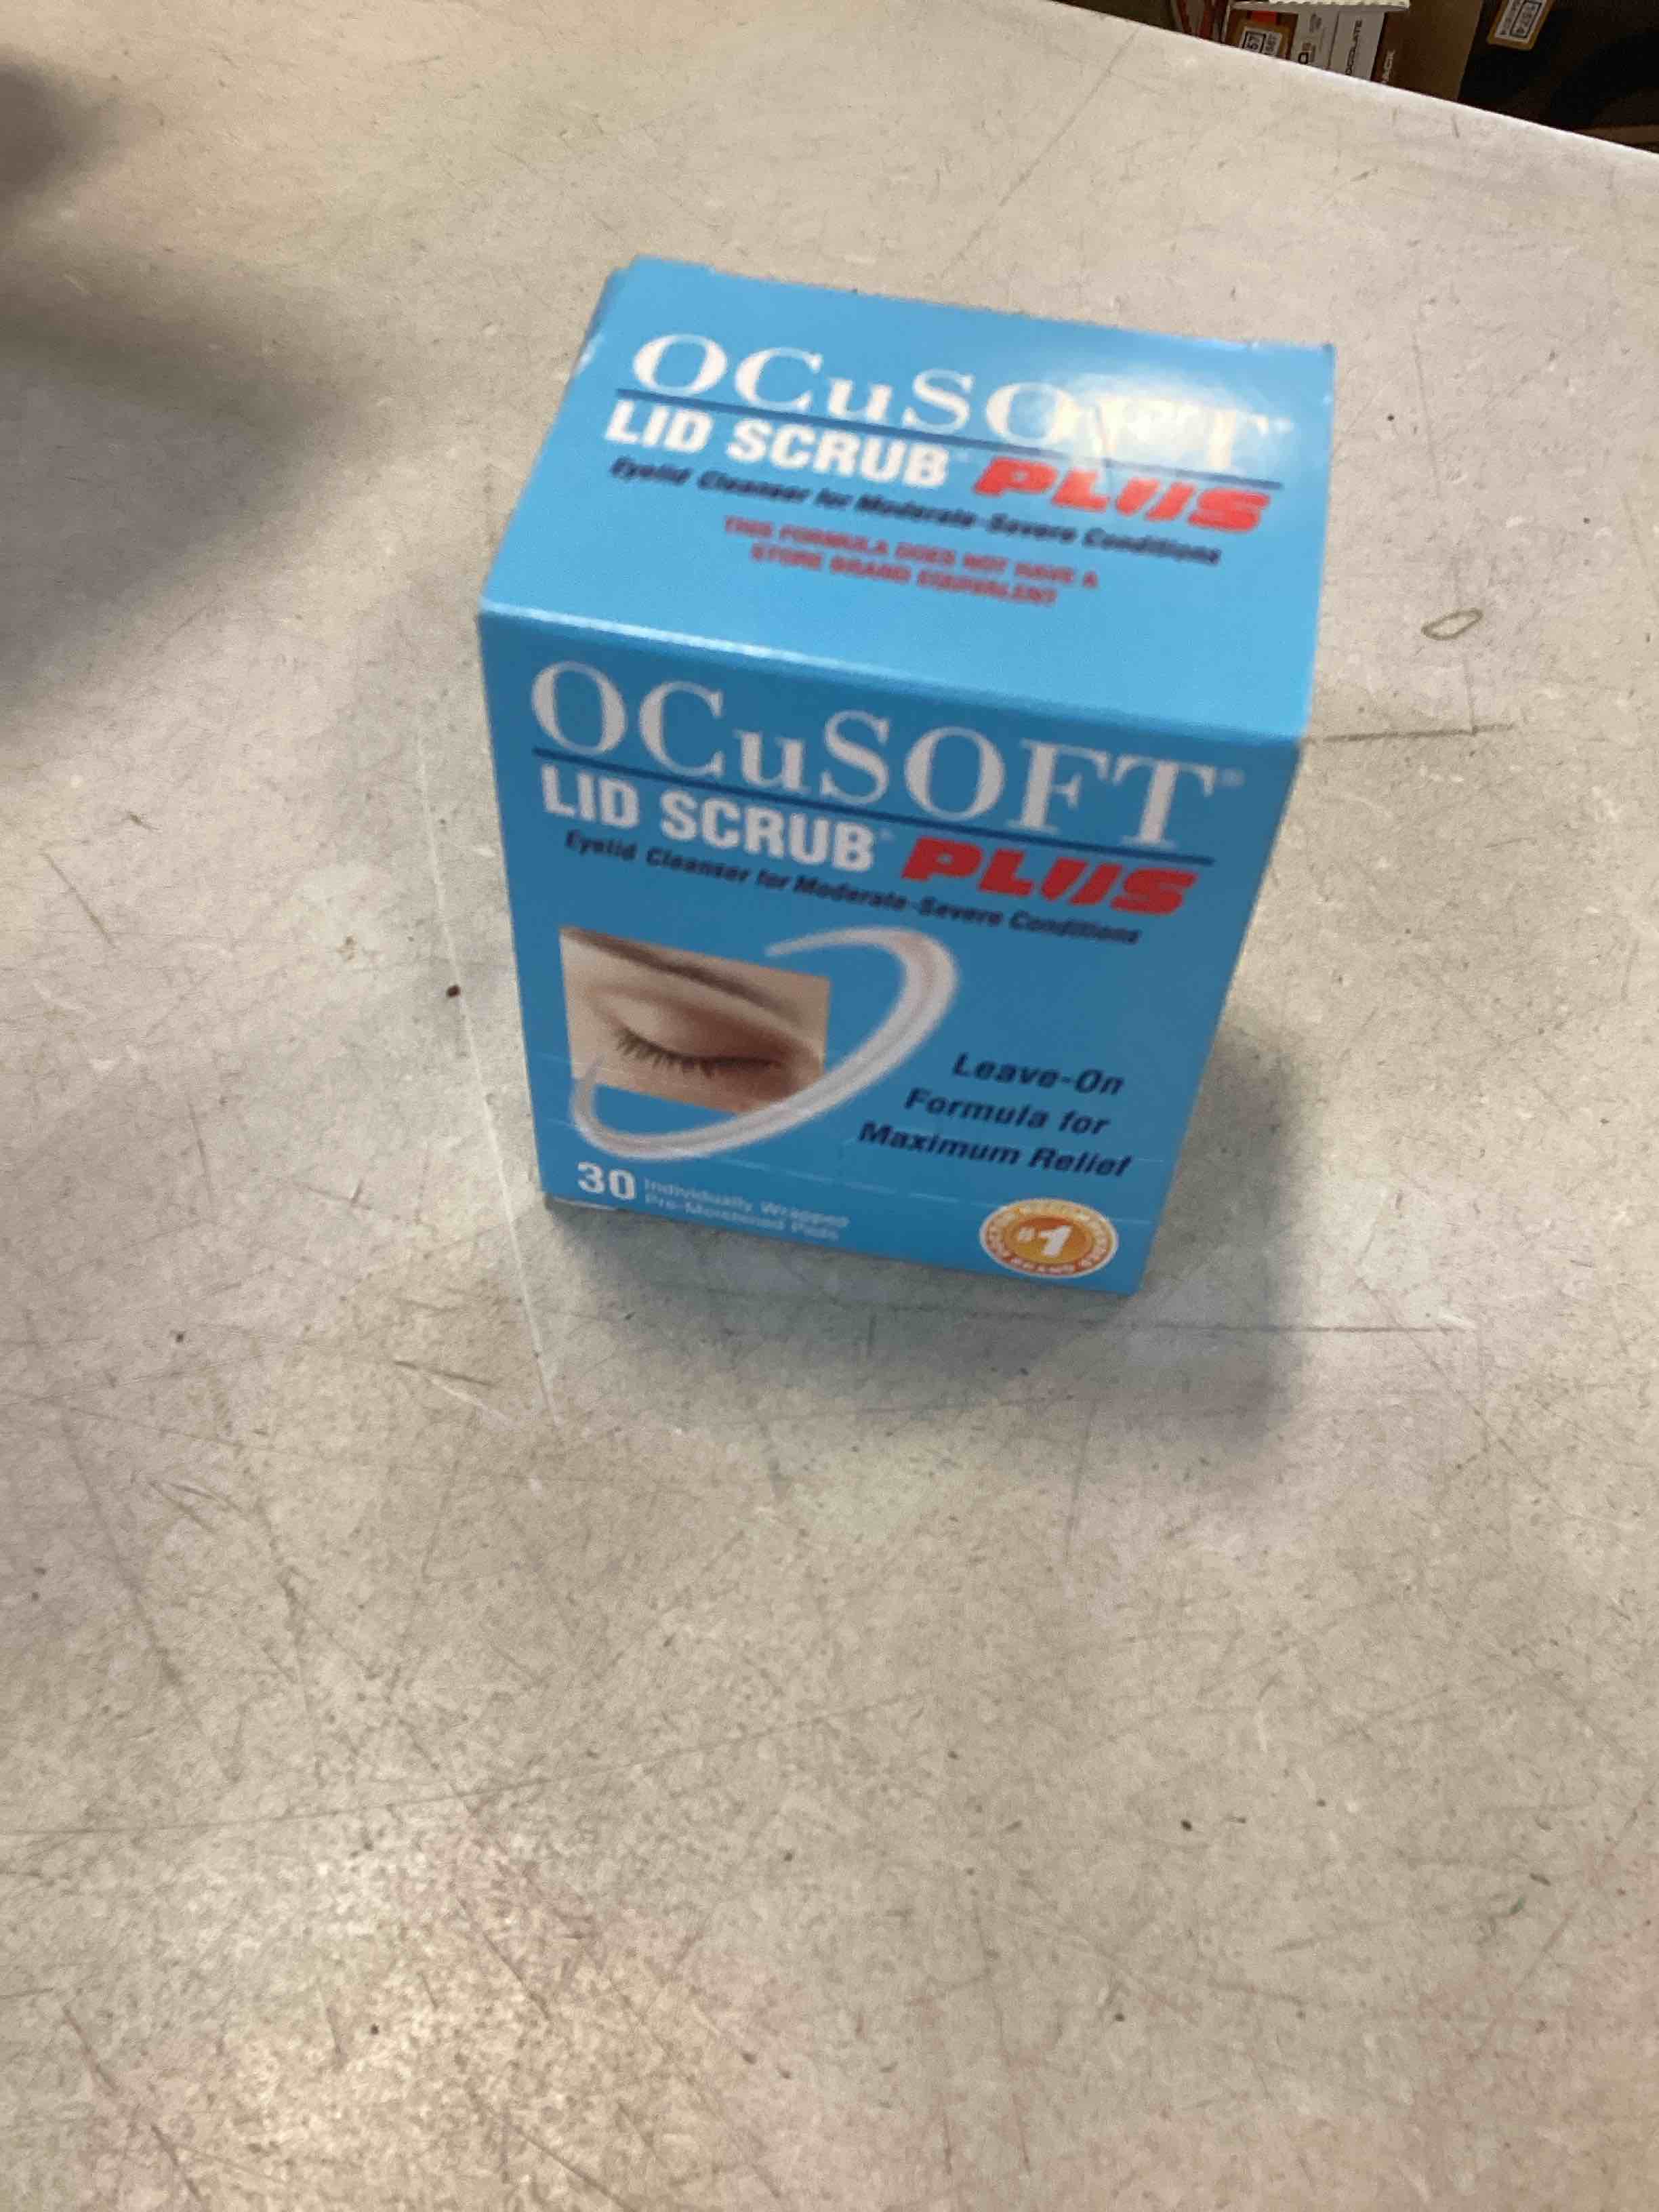 OCuSOFT®
LID SCRUB PLUS
Eyelid Cleanser for Moderate-Severe Conditions
THIS FORMULA DOES NOT HAVE A
STORE BRAND EQUIVALENT
OCuSOFT®
LID SCRUB PLUS
Eyelid Cleanser for Moderate-Severe Conditions
Leave-On
Formula for
Maximum Relief
30 Individually Wrapped
Pre-Moistened Pads
#1
BRAND